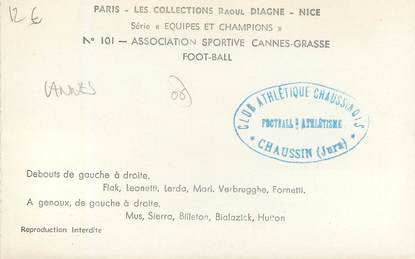 12 €
PARIS - LES COLLECTIONS RAOUL DIAGNE - NICE
Série « EQUIPES ET CHAMPIONS »
N° 101 — ASSOCIATION SPORTIVE CANNES-GRASSE
FOOT-BALL
CANNES
(06)
CLUB ATHLÉTIQUE CHAUSSINOIS
FOOTBALL & ATHLÉTISME
* CHAUSSIN (Jura) *
Debouts de gauche à droite.
Flak, Leonetti, Lerda, Mori. Verbrugghe, Fornetti.
A genoux, de gauche à droite.
Mus, Sierra, Billeton, Bialazick, Hutton
Reproduction Interdite